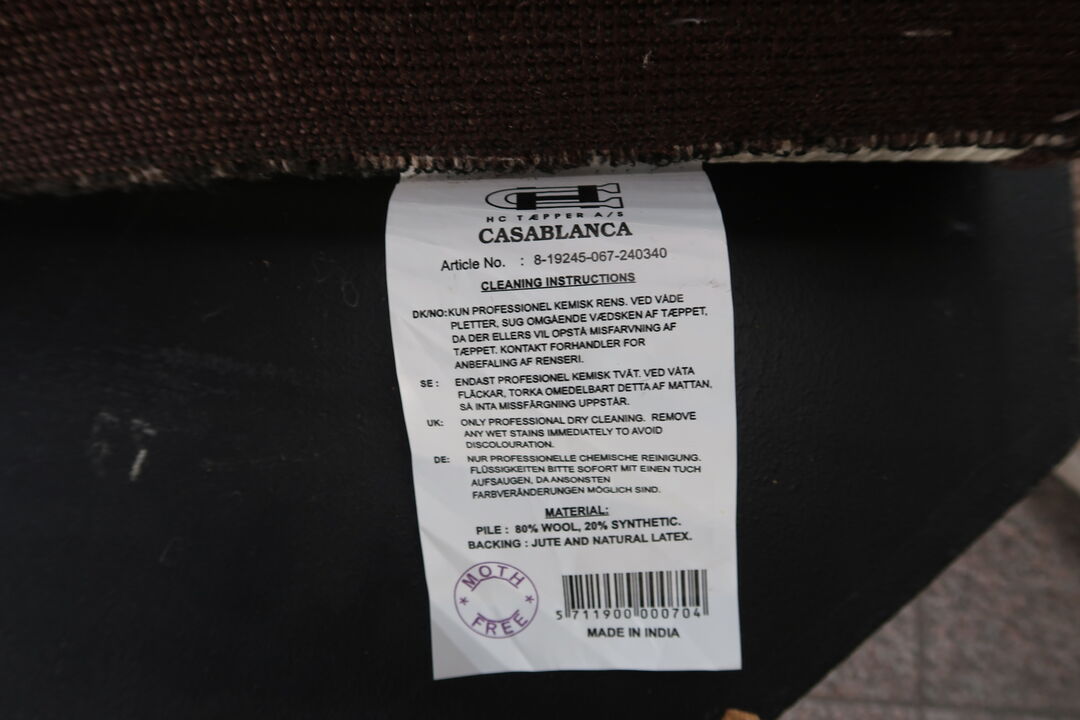 HC TÆPPER A/S
CASABLANCA
Article No. : 8-19245-067-240340
CLEANING INSTRUCTIONS
DK/NO: KUN PROFESSIONEL KEMISK RENS. VED VÅDE
PLETTER, SUG OMGÅENDE VÆDSKEN AF TÆPPET,
DA DER ELLERS VIL OPSTÅ MISFARVNING AF
TÆPPET. KONTAKT FORHANDLER FOR
ANBEFALING AF RENSERI.
SE : ENDAST PROFESIONEL KEMISK TVÄT. VED VÄTA
FLÄCKAR, TORKA OMEDELBART DETTA AF MATTAN,
SÅ INTA MISSFÄRGNING UPPSTÅR.
UK: ONLY PROFESSIONAL DRY CLEANING. REMOVE
ANY WET STAINS IMMEDIATELY TO AVOID
DISCOLOURATION.
DE: NUR PROFESSIONELLE CHEMISCHE REINIGUNG.
FLÜSSIGKEITEN BITTE SOFORT MIT EINEN TUCH
AUFSAUGEN, DA ANSONSTEN
FARBVERÄNDERUNGEN MÖGLICH SIND.
MATERIAL:
PILE : 80% WOOL, 20% SYNTHETIC.
BACKING : JUTE AND NATURAL LATEX.
* MOTH *
FREE
5 711900 000704
MADE IN INDIA